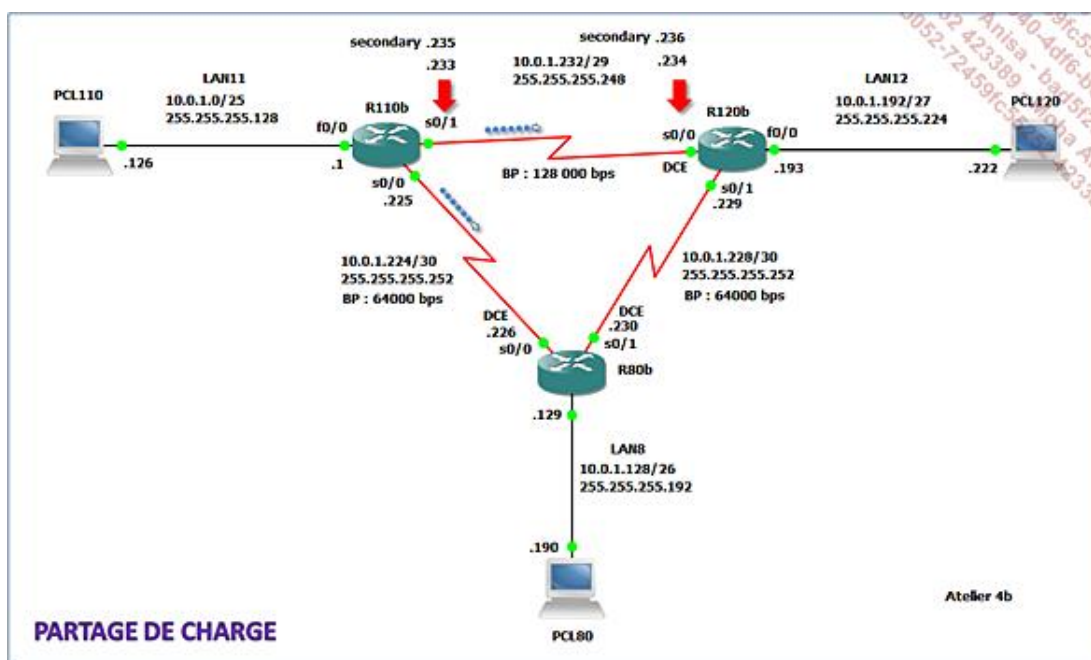 secondary .235
.233
secondary .236
.234
10.0.1.232/29
255.255.255.248
LAN11
10.0.1.0/25
255.255.255.128
PCL110
.126
R110b
f0/0
.1
s0/1
s0/0
.225
BP : 128 000 bps
R120b
s0/0
DCE
f0/0
.193
s0/1
.229
LAN12
10.0.1.192/27
255.255.255.224
PCL120
.222
10.0.1.224/30
255.255.255.252
BP : 64000 bps
10.0.1.228/30
255.255.255.252
BP : 64000 bps
DCE
.226
s0/0
DCE
.230
s0/1
R80b
.129
LAN8
10.0.1.128/26
255.255.255.192
.190
PCL80
Atelier 4b
PARTAGE DE CHARGE